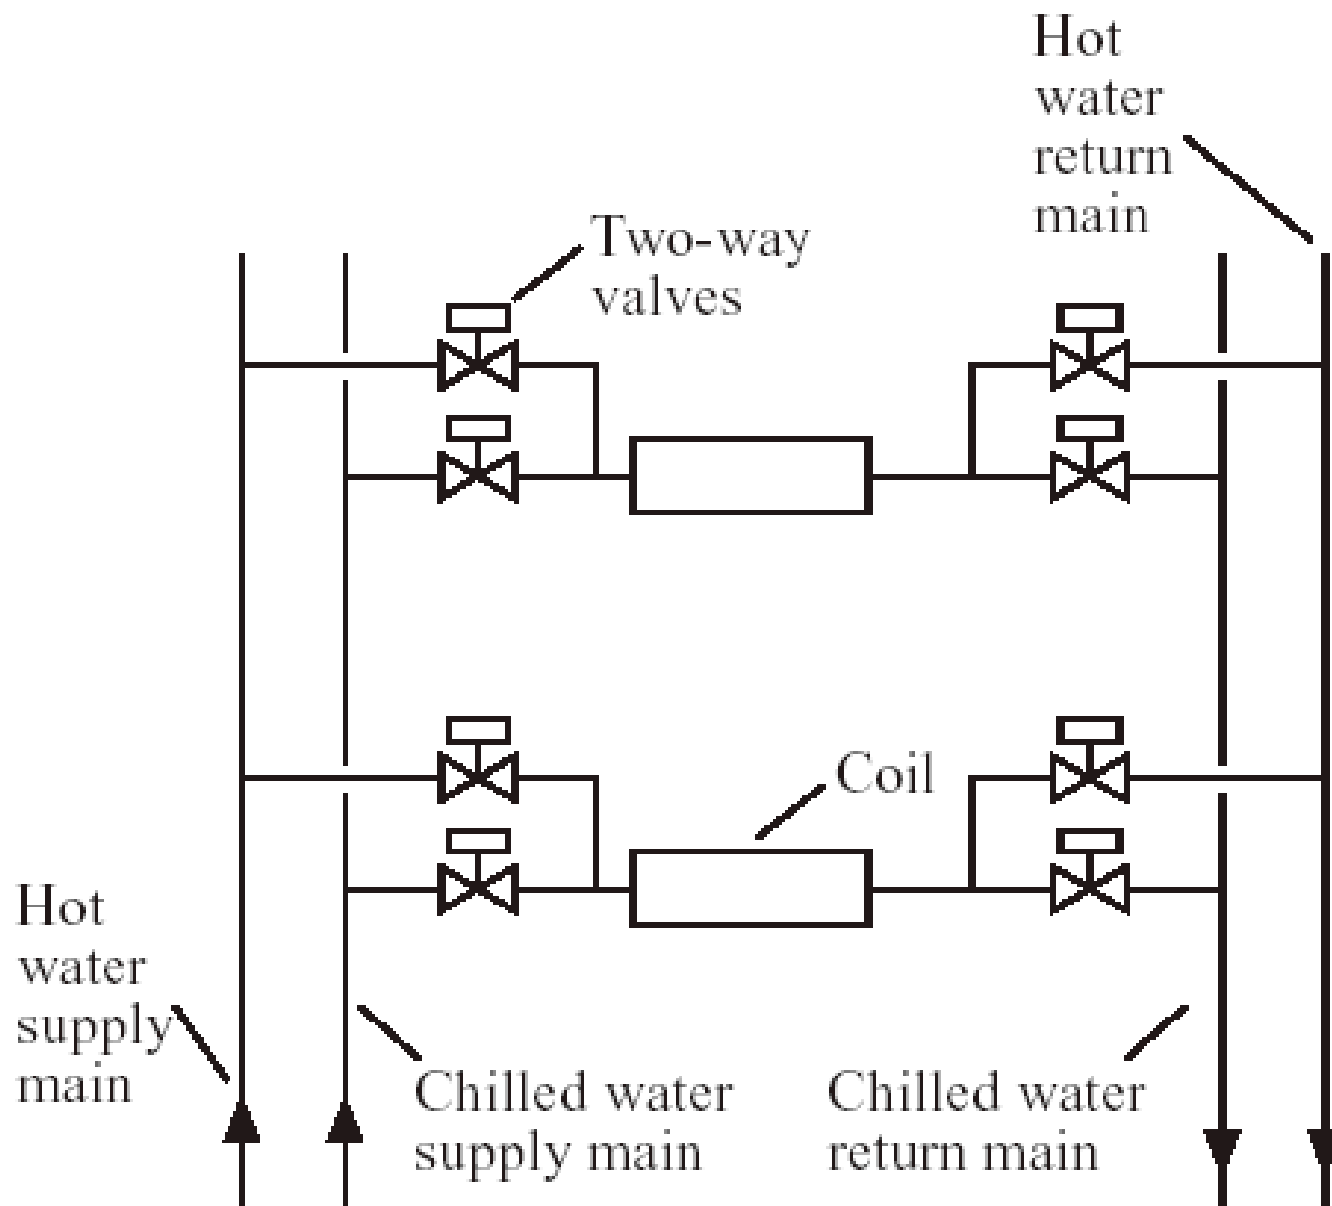 Hot
water
return
main
Two-way
valves
Coil
Hot
water
supply
main
Chilled water
supply main
Chilled water
return main